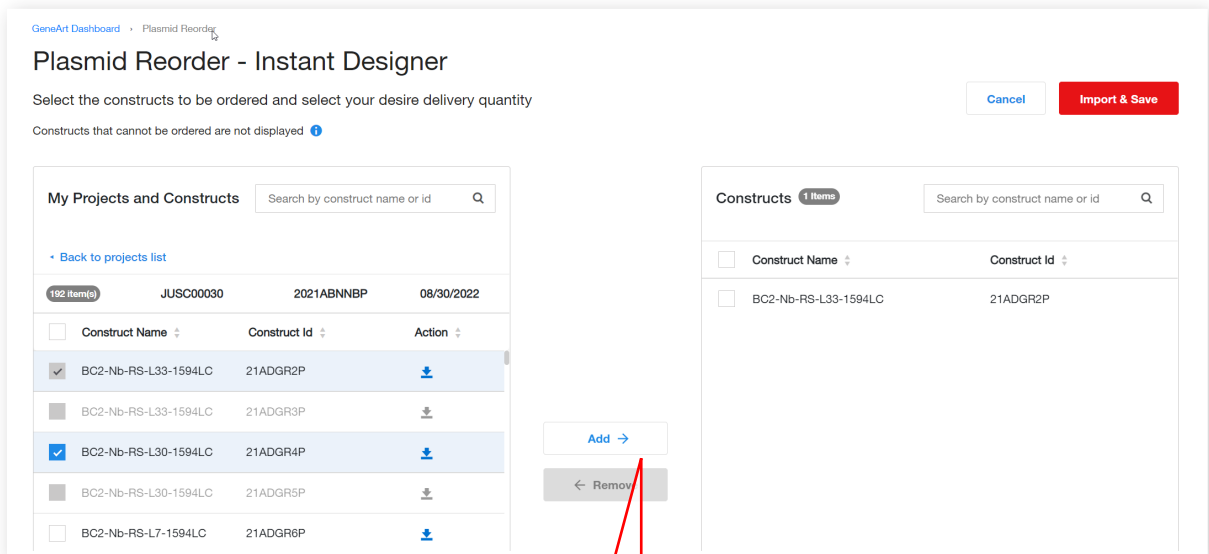 GeneArt Dashboard › Plasmid Reorder
Plasmid Reorder - Instant Designer
Select the constructs to be ordered and select your desire delivery quantity
Cancel
Import & Save
Constructs that cannot be ordered are not displayed
My Projects and Constructs
Search by construct name or id
Back to projects list
192 item(s) JUSC00030 2021ABNNBP 08/30/2022
Construct Name Construct Id Action
BC2-Nb-RS-L33-1594LC 21ADGR2P
BC2-Nb-RS-L33-1594LC 21ADGR3P
BC2-Nb-RS-L30-1594LC 21ADGR4P
BC2-Nb-RS-L30-1594LC 21ADGR5P
BC2-Nb-RS-L7-1594LC 21ADGR6P
Add →
← Remove
Constructs 1 Items
Search by construct name or id
Construct Name Construct Id
BC2-Nb-RS-L33-1594LC 21ADGR2P